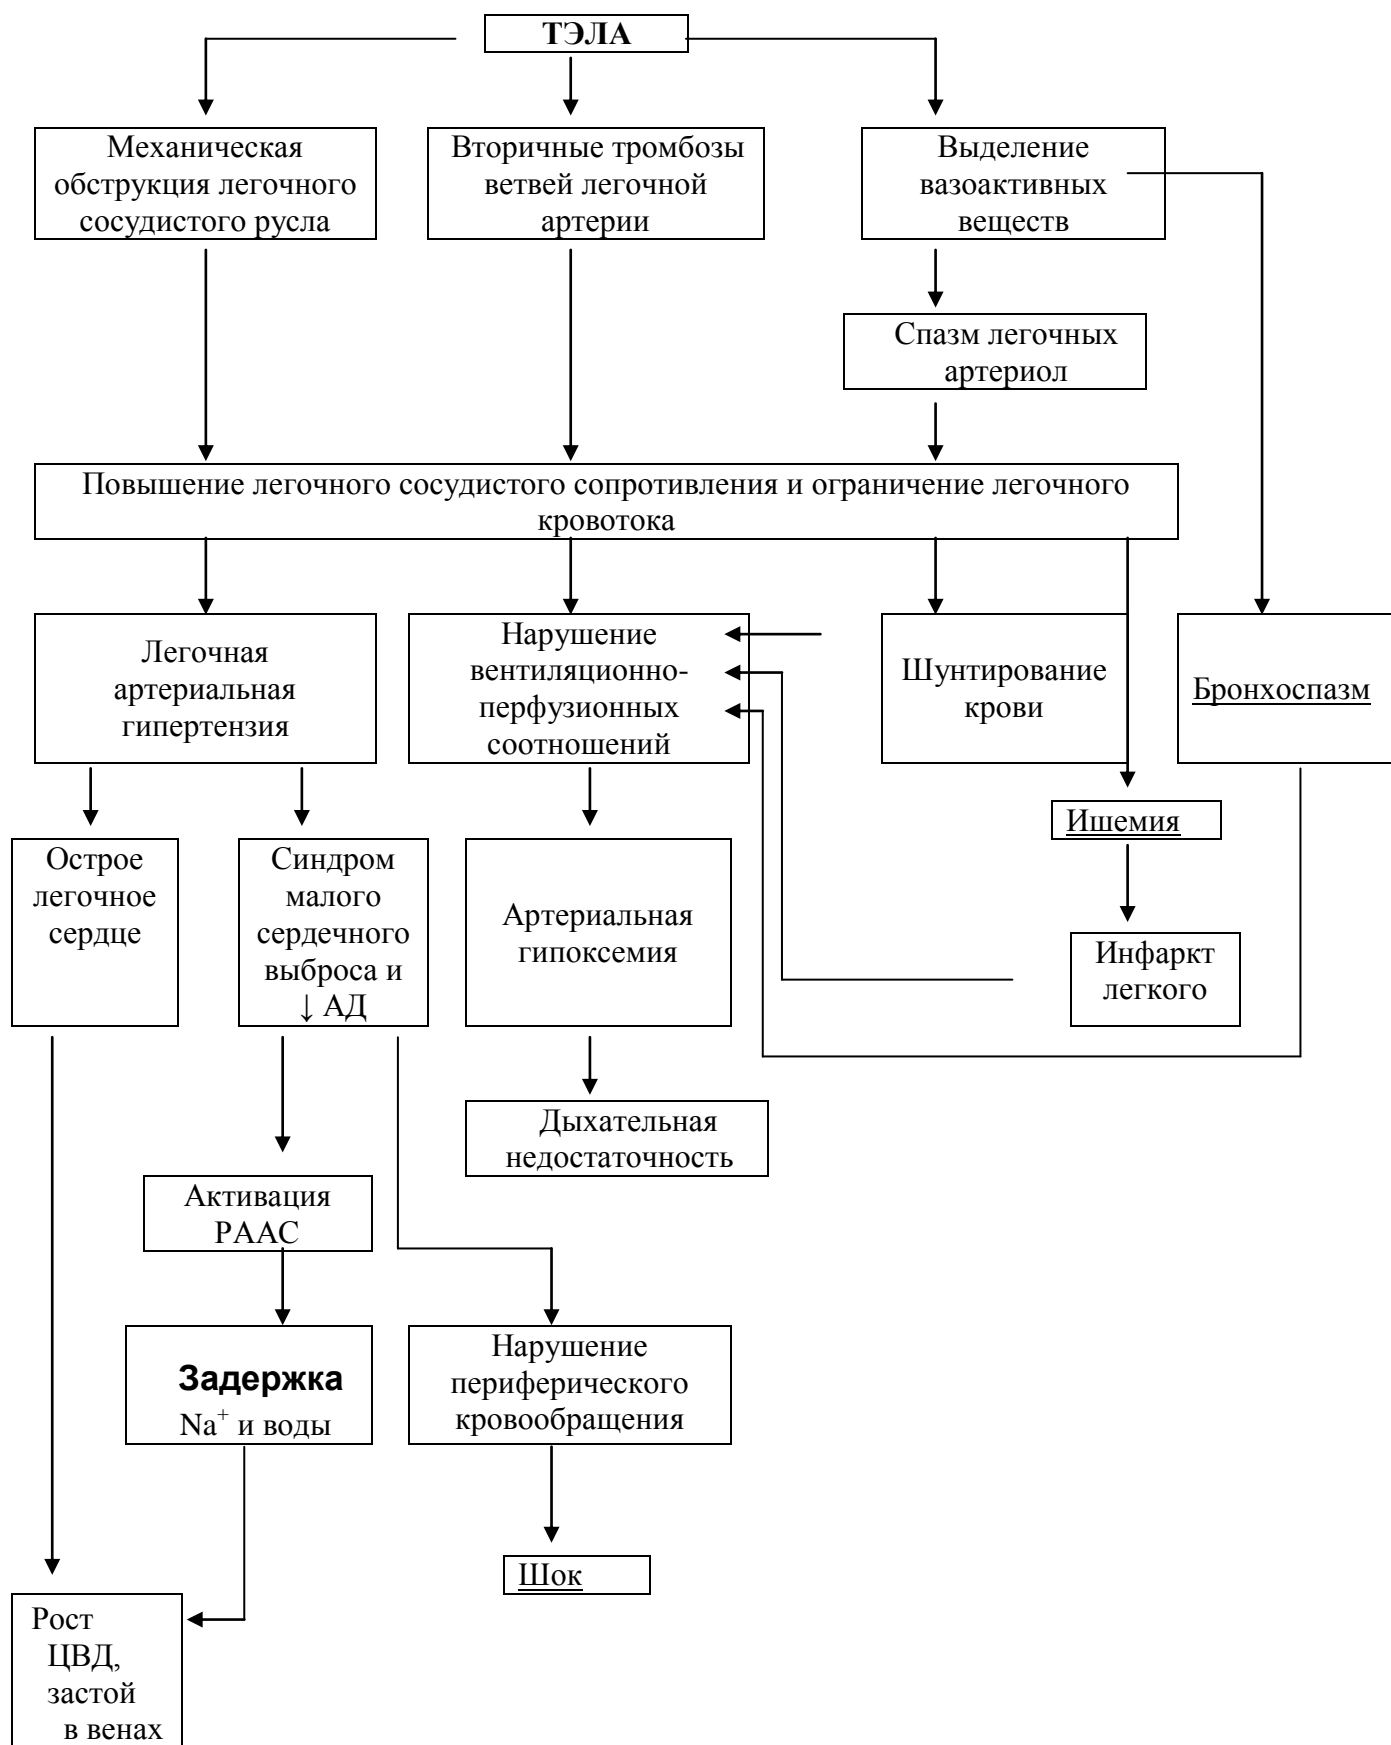 ТЭЛА
Механическая
обструкция легочного
сосудистого русла
Вторичные тромбозы
ветвей легочной
артерии
Выделение
вазоактивных
веществ
Спазм легочных
артериол
Повышение легочного сосудистого сопротивления и ограничение легочного
кровотока
Легочная
артериальная
гипертензия
Нарушение
вентиляционно-
перфузионных
соотношений
Шунтирование
крови
Бронхоспазм
Ишемия
Острое
легочное
сердце
Синдром
малого
сердечного
выброса и
↓ АД
Артериальная
гипоксемия
Инфаркт
легкого
Дыхательная
недостаточность
Активация
РААС
Задержка
Na⁺ и воды
Нарушение
периферического
кровообращения
Шок
Рост
ЦВД,
застой
в венах